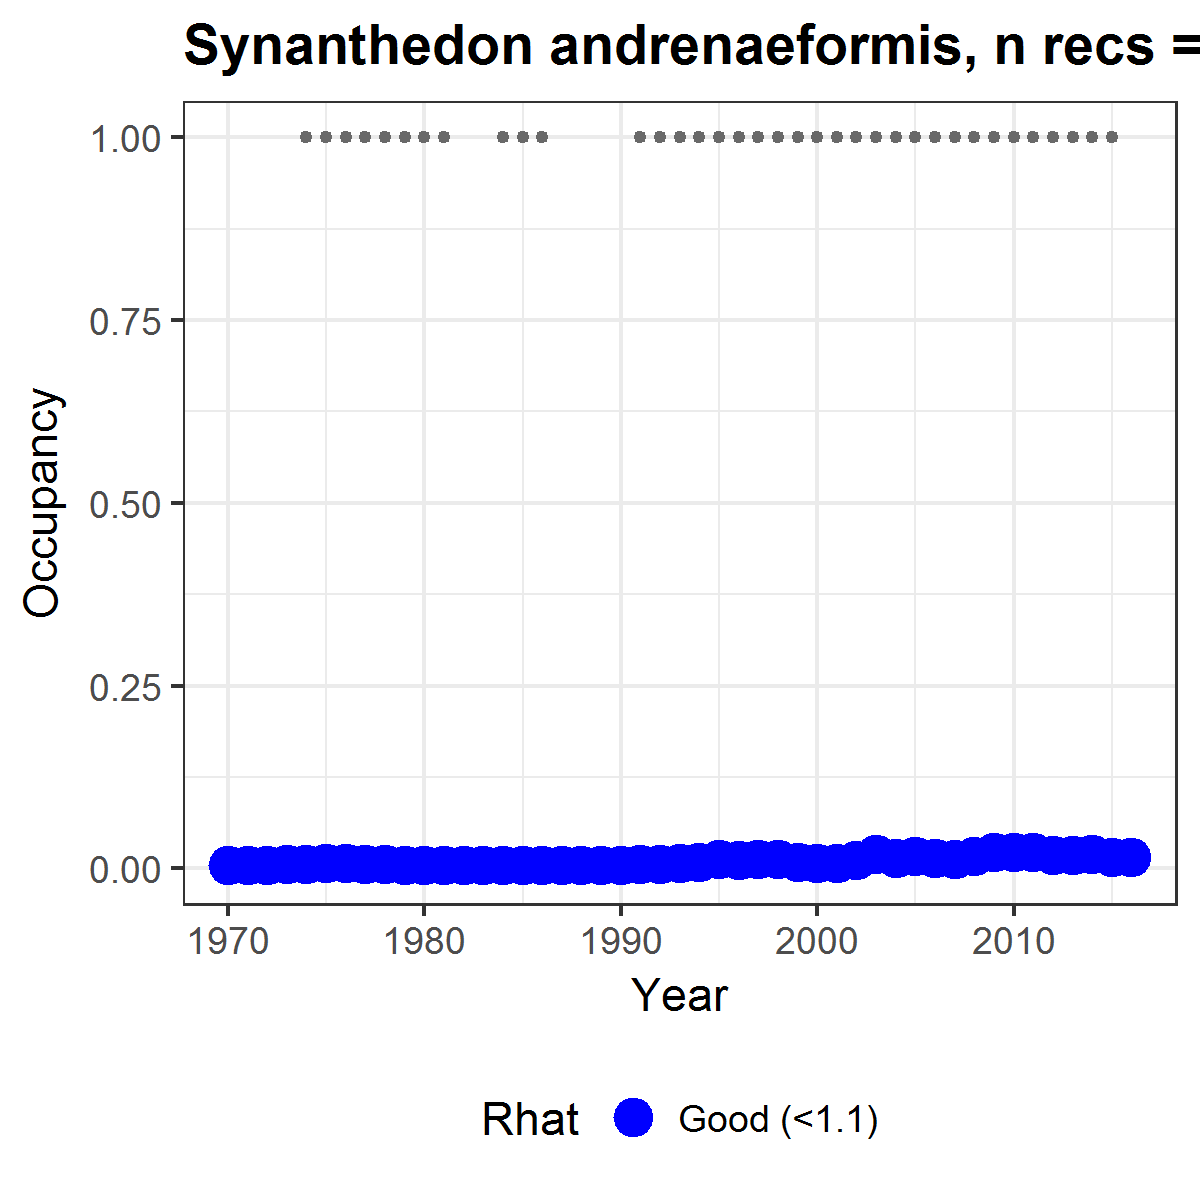 Synanthedon andrenaeformis, n recs =
1.00
0.75
0.50
0.25
0.00
Occupancy
1970 1980 1990 2000 2010
Year
Rhat Good (<1.1)